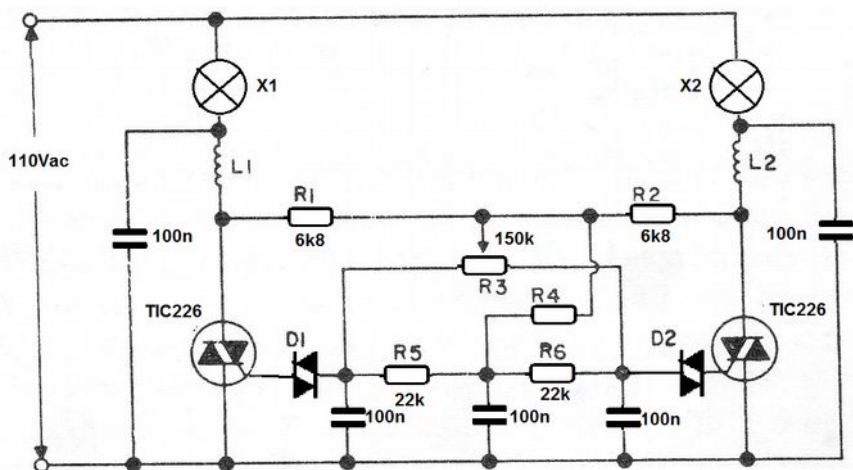 X1
X2
110Vac
L1
L2
R1
6k8
R2
6k8
150k
R3
100n
100n
R4
TIC226
TIC226
D1
R5
22k
R6
22k
D2
100n
100n
100n